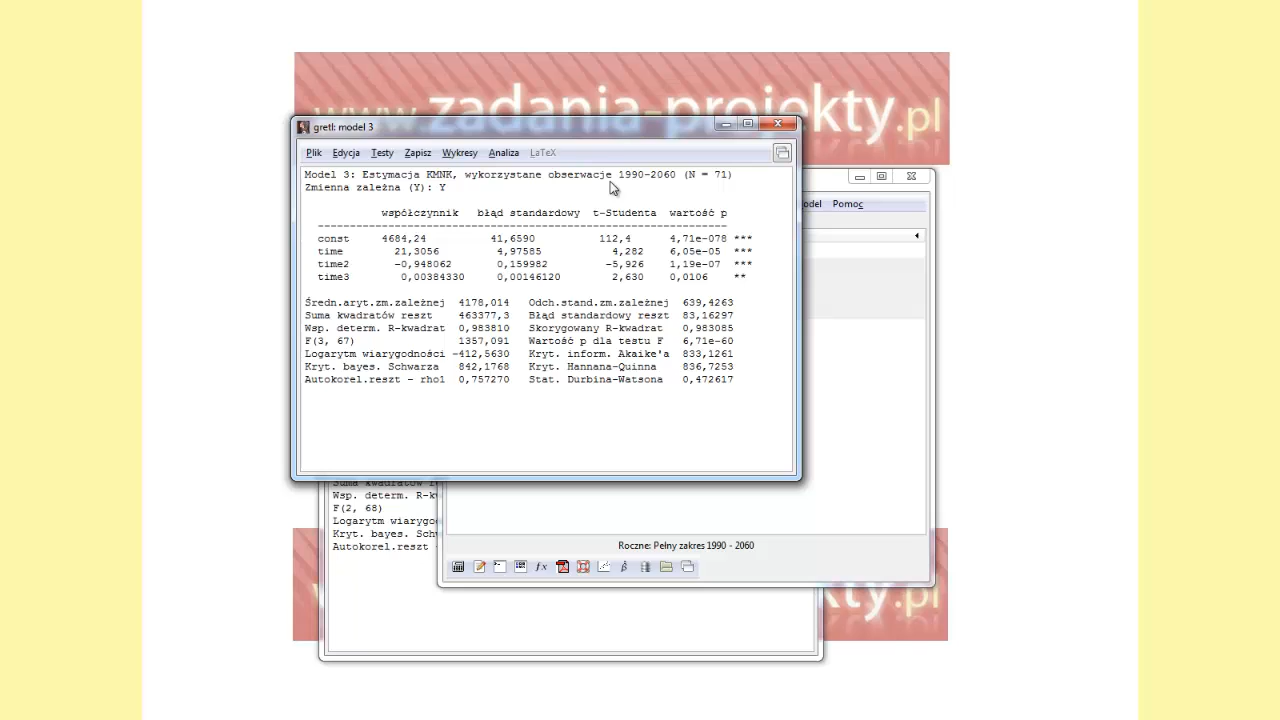 www.zadania-projekty.pl
gretl: model 3
Plik Edycja Testy Zapisz Wykresy Analiza LaTeX
Model 3: Estymacja KMNK, wykorzystane obserwacje 1990-2060 (N = 71)
Zmienna zależna (Y): Y
współczynnik błąd standardowy t-Studenta wartość p
const 4684,24 41,6590 112,4 4,71e-078 ***
time 21,3056 4,97585 4,282 6,05e-05 ***
time2 -0,948062 0,159982 -5,926 1,19e-07 ***
time3 0,00384330 0,00146120 2,630 0,0106 **
Średn.aryt.zm.zależnej 4178,014 Odch.stand.zm.zależnej 639,4263
Suma kwadratów reszt 463377,3 Błąd standardowy reszt 83,16297
Wsp. determ. R-kwadrat 0,983810 Skorygowany R-kwadrat 0,983085
F(3, 67) 1357,091 Wartość p dla testu F 6,71e-60
Logarytm wiarygodności -412,5630 Kryt. inform. Akaike'a 833,1261
Kryt. bayes. Schwarza 842,1768 Kryt. Hannana-Quinna 836,7253
Autokorel.reszt - rho1 0,757270 Stat. Durbina-Watsona 0,472617
odel Pomoc
Suma kwadratów
Wsp. determ. R-kw
F(2, 68)
Logarytm wiarygo
Kryt. bayes. Schw
Autokorel.reszt
Roczne: Pełny zakres 1990 - 2060
kty.pl